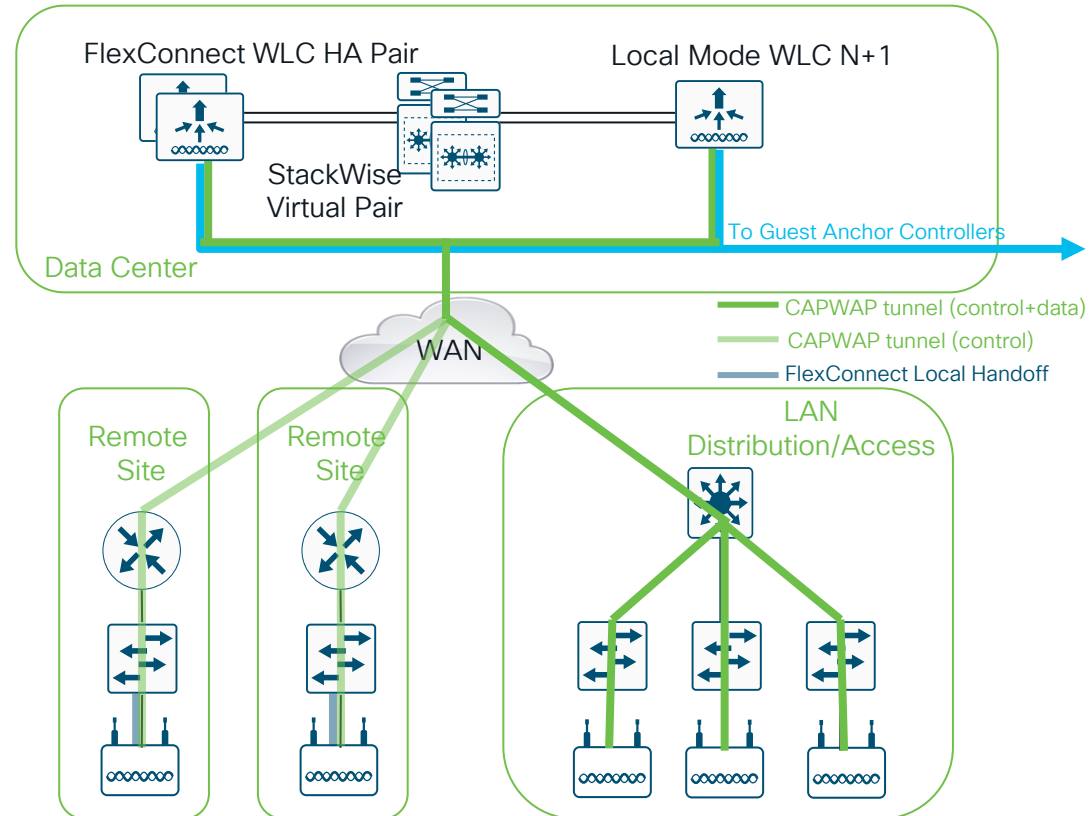 FlexConnect WLC HA Pair
Local Mode WLC N+1
StackWise
Virtual Pair
To Guest Anchor Controllers
Data Center
CAPWAP tunnel (control+data)
CAPWAP tunnel (control)
FlexConnect Local Handoff
WAN
Remote
Site
Remote
Site
LAN
Distribution/Access